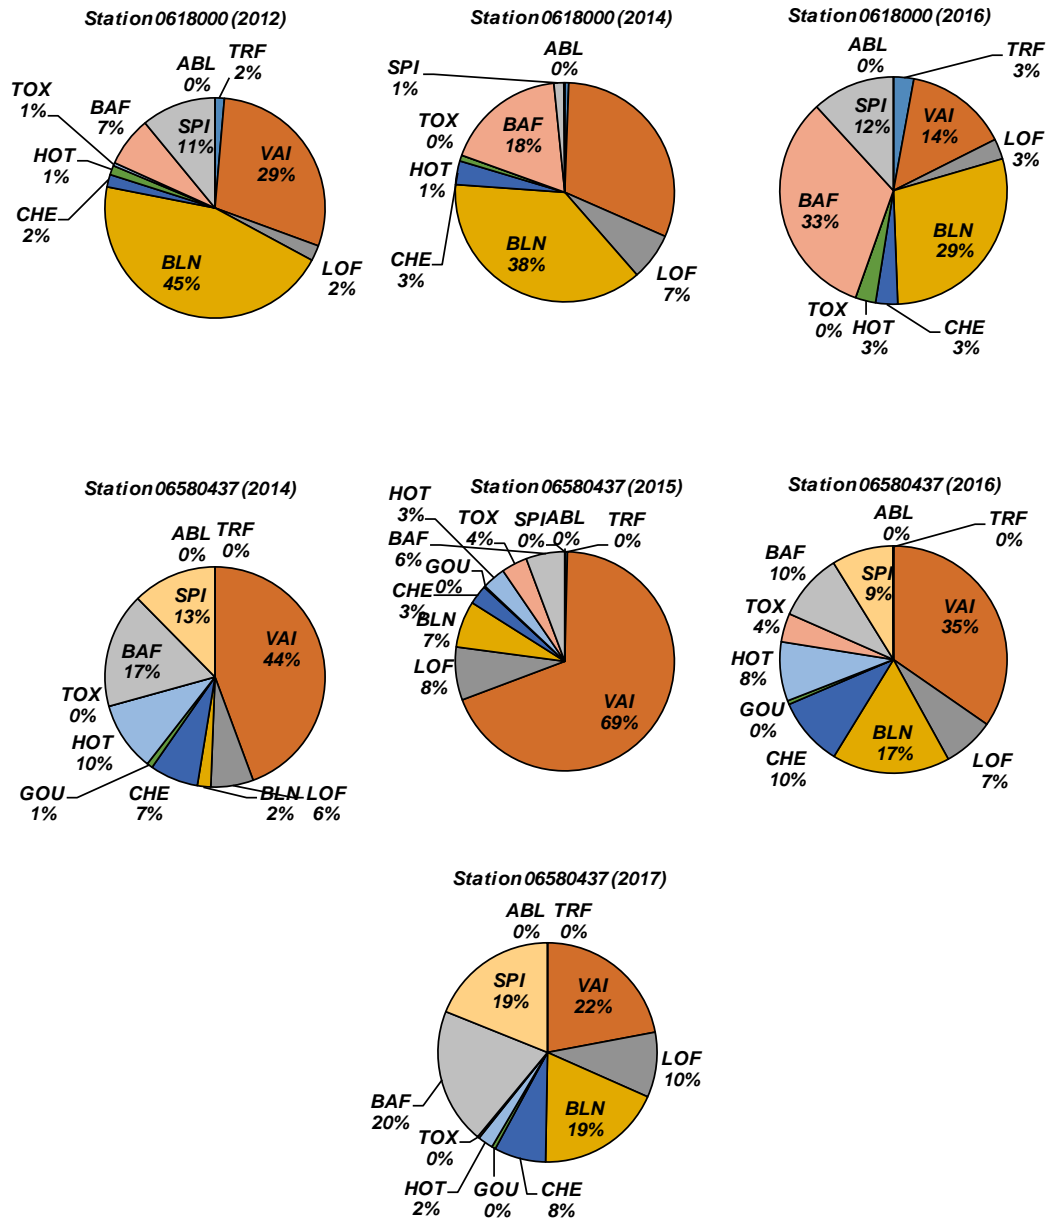 Station 0618000 (2012)
ABL
0%
TRF
2%
VAI
29%
LOF
2%
BLN
45%
CHE
2%
HOT
1%
TOX
1%
BAF
7%
SPI
11%
Station 0618000 (2014)
ABL
0%
LOF
7%
BLN
38%
CHE
3%
HOT
1%
TOX
0%
BAF
18%
SPI
1%
Station 0618000 (2016)
ABL
0%
TRF
3%
VAI
14%
LOF
3%
BLN
29%
CHE
3%
HOT
3%
TOX
0%
BAF
33%
SPI
12%
Station 06580437 (2014)
ABL
0%
TRF
0%
VAI
44%
LOF
6%
BLN
2%
CHE
7%
GOU
1%
HOT
10%
TOX
0%
BAF
17%
SPI
13%
Station 06580437 (2015)
ABL
0%
TRF
0%
VAI
69%
LOF
8%
BLN
7%
CHE
3%
GOU
0%
HOT
3%
TOX
4%
BAF
6%
SPI
0%
Station 06580437 (2016)
ABL
0%
TRF
0%
VAI
35%
LOF
7%
BLN
17%
CHE
10%
GOU
0%
HOT
8%
TOX
4%
BAF
10%
SPI
9%
Station 06580437 (2017)
ABL
0%
TRF
0%
VAI
22%
LOF
10%
BLN
19%
CHE
8%
GOU
0%
HOT
2%
TOX
0%
BAF
20%
SPI
19%